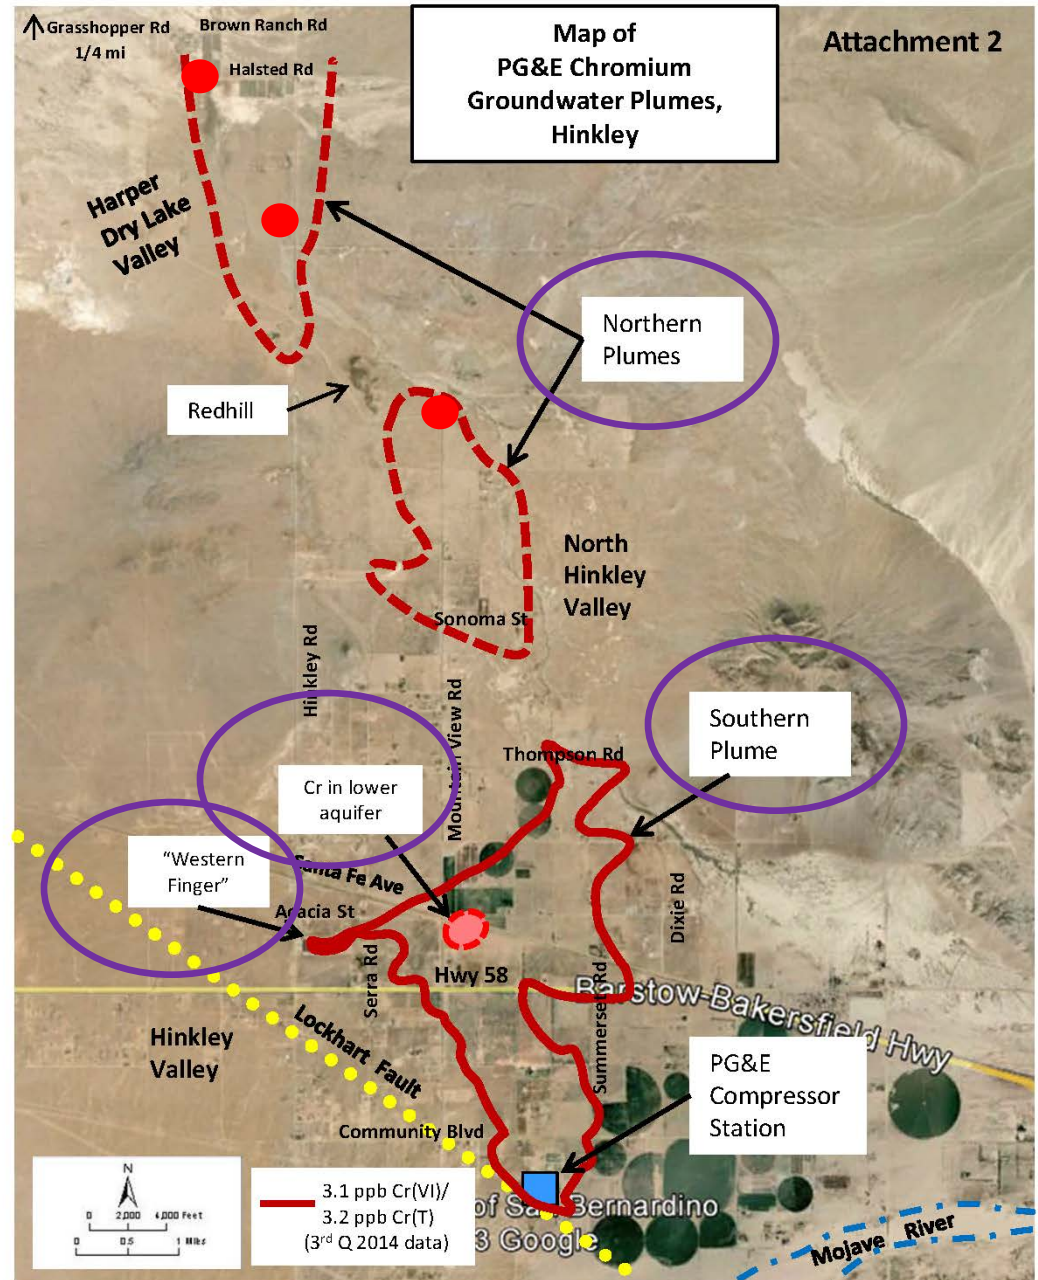 Grasshopper Rd
1/4 mi
Brown Ranch Rd
Halsted Rd
Map of
PG&E Chromium
Groundwater Plumes,
Hinkley
Attachment 2
Harper
Dry Lake
Valley
Northern
Plumes
Redhill
North
Hinkley
Valley
Sonoma St
Hinkley Rd
Mountain View Rd
Southern
Plume
Thompson Rd
Cr in lower
aquifer
"Western
Finger"
Santa Fe Ave
Acacia St
Dixie Rd
Serra Rd
Hwy 58
Summerset Rd
Barstow-Bakersfield Hwy
Hinkley
Valley
Lockhart Fault
PG&E
Compressor
Station
Community Blvd
N
0 2,000 4,000 Feet
0 0.5 1 Miles
3.1 ppb Cr(VI)/
3.2 ppb Cr(T)
(3rd Q 2014 data)
of San Bernardino
3 Google
Mojave River